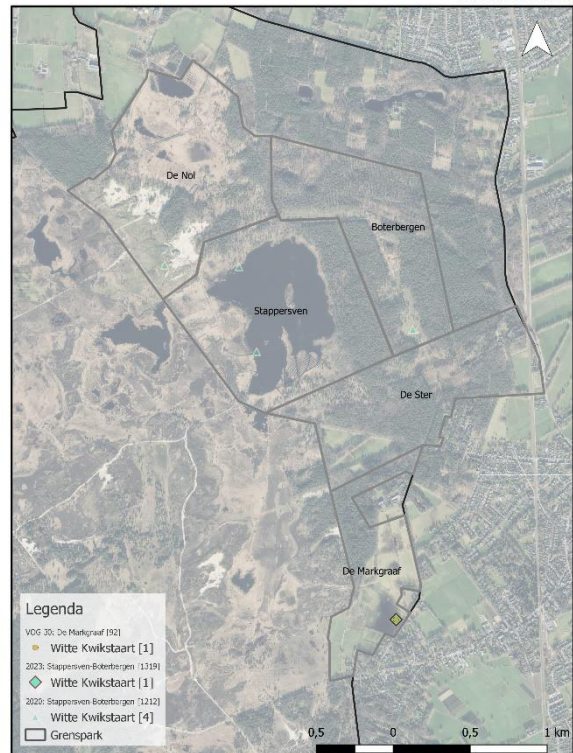 De Nol
Boterbergen
Stappersven
De Ster
De Markgraaf
Legenda
VOG 30: De Markgraaf [92]
Witte Kwikstaart [1]
2023: Stappersven-Boterbergen [1319]
Witte Kwikstaart [1]
2020: Stappersven-Boterbergen [1212]
Witte Kwikstaart [4]
Grenspark
0,5 0 0,5 1 km